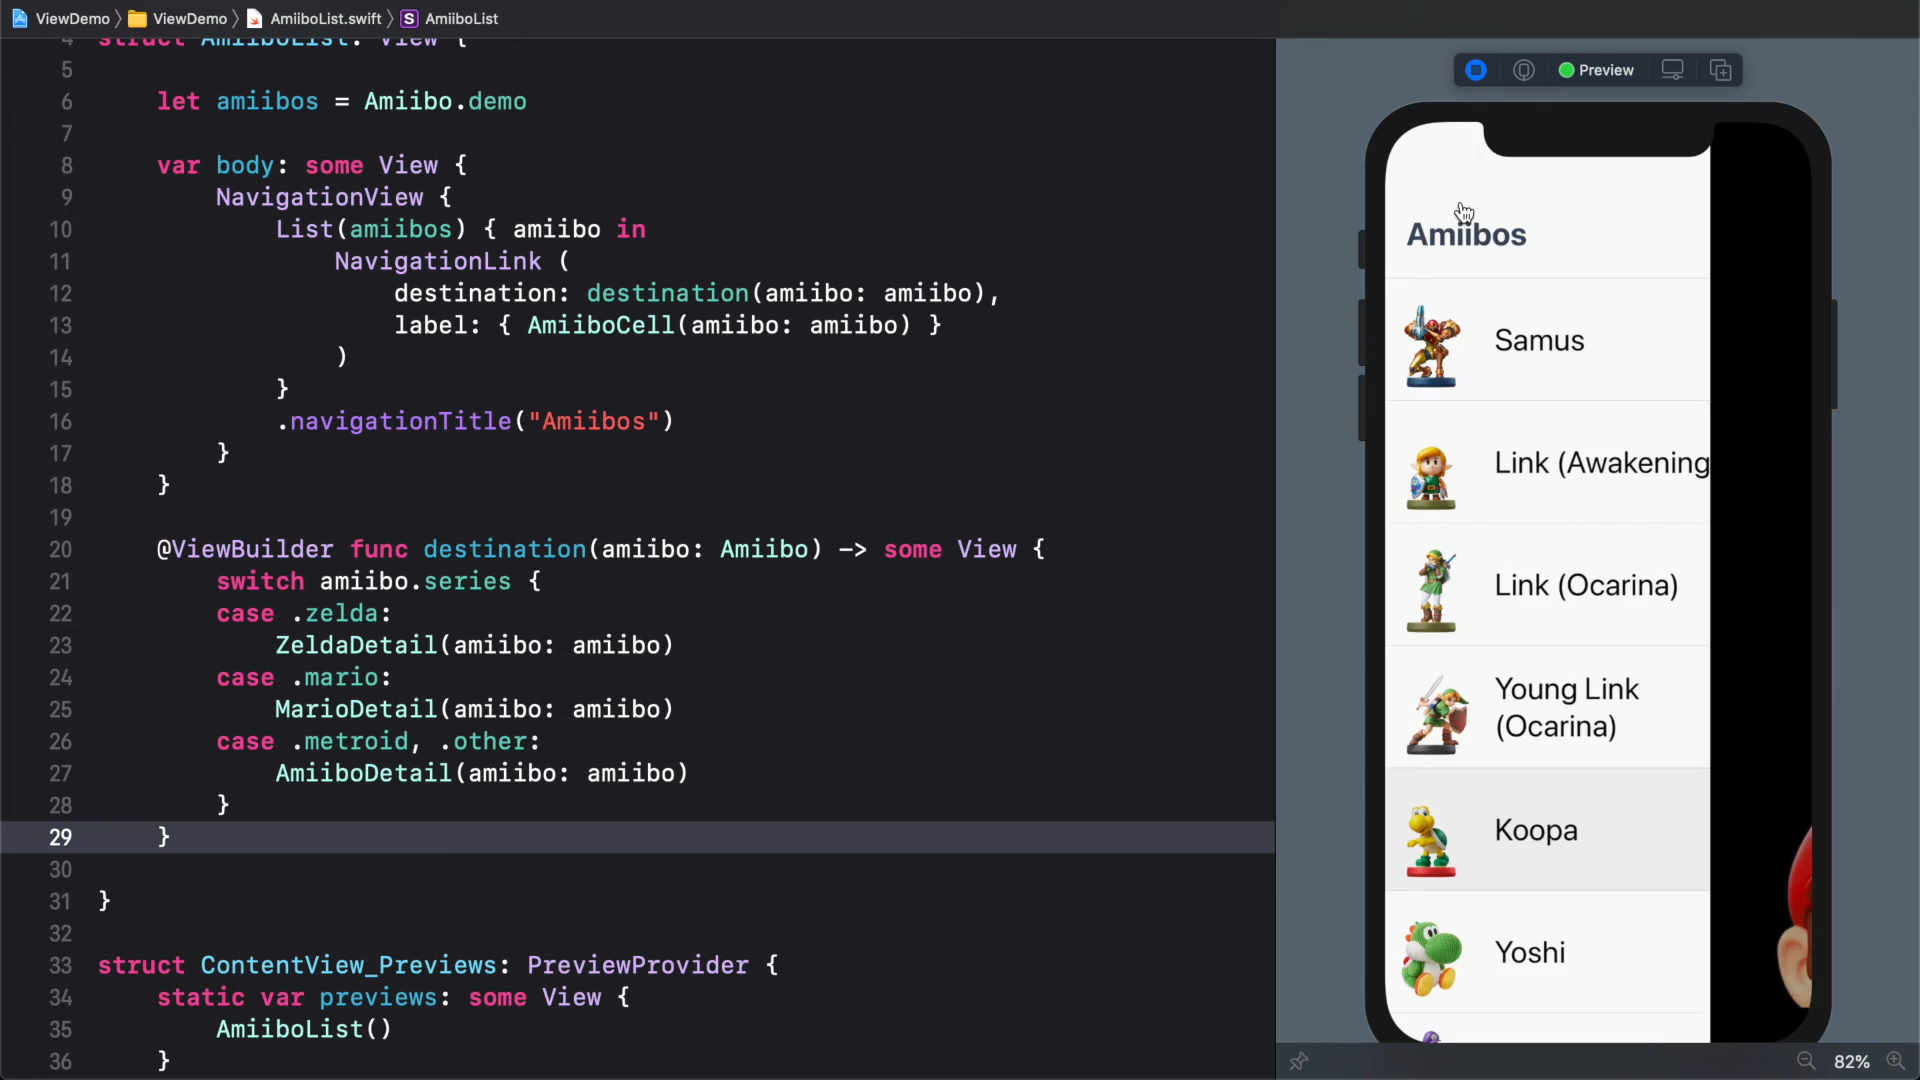 ViewDemo 〉 ViewDemo 〉 AmiiboList.swift 〉 S AmiiboList
4 struct AmiiboList: View {
5
6 let amiibos = Amiibo.demo
7
8 var body: some View {
9 NavigationView {
10 List(amiibos) { amiibo in
11 NavigationLink (
12 destination: destination(amiibo: amiibo),
13 label: { AmiiboCell(amiibo: amiibo) }
14 )
15 }
16 .navigationTitle("Amiibos")
17 }
18 }
19
20 @ViewBuilder func destination(amiibo: Amiibo) -> some View {
21 switch amiibo.series {
22 case .zelda:
23 ZeldaDetail(amiibo: amiibo)
24 case .mario:
25 MarioDetail(amiibo: amiibo)
26 case .metroid, .other:
27 AmiiboDetail(amiibo: amiibo)
28 }
29 }
30
31 }
32
33 struct ContentView_Previews: PreviewProvider {
34 static var previews: some View {
35 AmiiboList()
36 }
Preview
Amiibos
Samus
Link (Awakening
Link (Ocarina)
Young Link
(Ocarina)
Koopa
Yoshi
82%